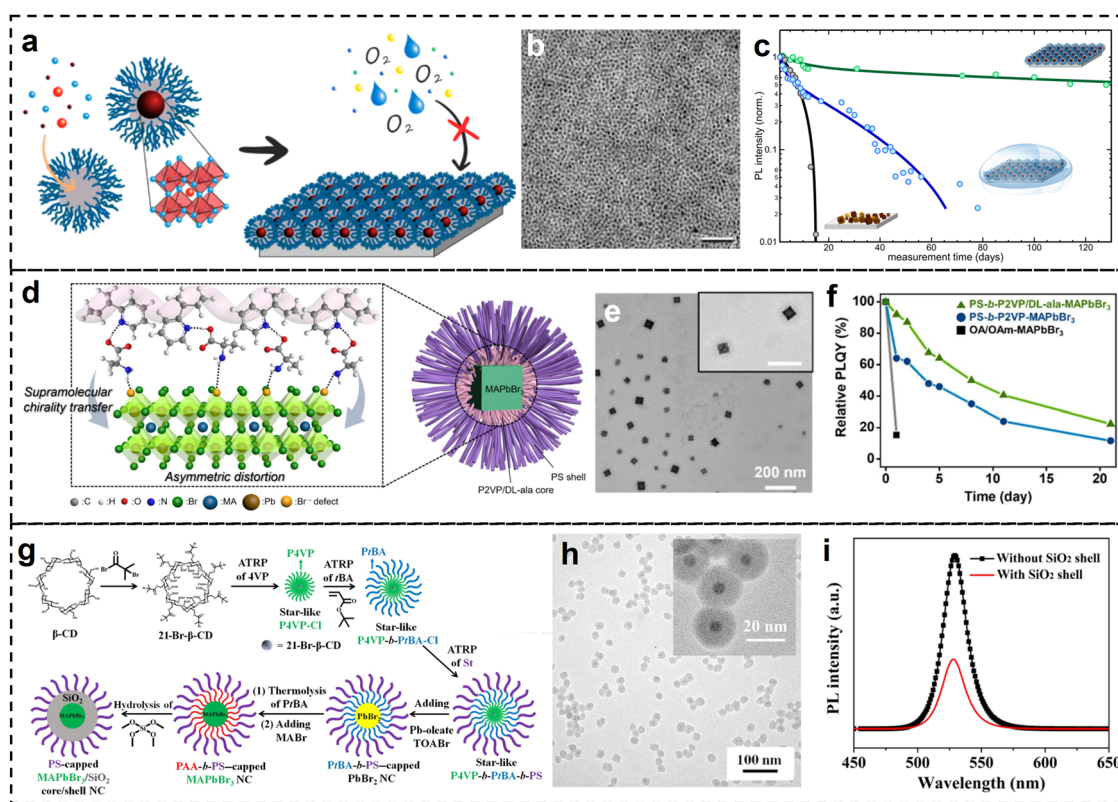 a
O₂
O₂
O₂
O₂
b
c
PL intensity (norm.)
1.0
0.1
0.01
20
40
60
80
100
120
measurement time (days)
d
Supramolecular
chirality transfer
Asymmetric distortion
:C :H :O :N :Br :MA :Pb :Br⁻ defect
MAPbBr₃
PS shell
P2VP/DL-ala core
e
200 nm
f
Relative PLQY (%)
100
80
60
40
20
0
PS-b-P2VP/DL-ala-MAPbBr₃
PS-b-P2VP-MAPbBr₃
OA/OAm-MAPbBr₃
0 5 10 15 20
Time (day)
g
β-CD
Br
Br
21-Br-β-CD
ATRP
of 4VP
P4VP
Star-like
P4VP-Cl
ATRP
of tBA
PtBA
Star-like
P4VP-b-PtBA-Cl
= 21-Br-β-CD
ATRP
of St
Star-like
P4VP-b-PtBA-b-PS
Adding
Pb-oleate
TOABr
PbBr₂
PtBA-b-PS—capped
PbBr₂ NC
(1) Thermolysis
of PtBA
(2) Adding
MABr
MAPbBr₃
PAA-b-PS—capped
MAPbBr₃ NC
Hydrolysis of
SiO₂
MAPbBr₃
PS-capped
MAPbBr₃/SiO₂
core/shell NC
h
20 nm
100 nm
i
PL intensity (a.u.)
Without SiO₂ shell
With SiO₂ shell
450 500 550 600 650
Wavelength (nm)